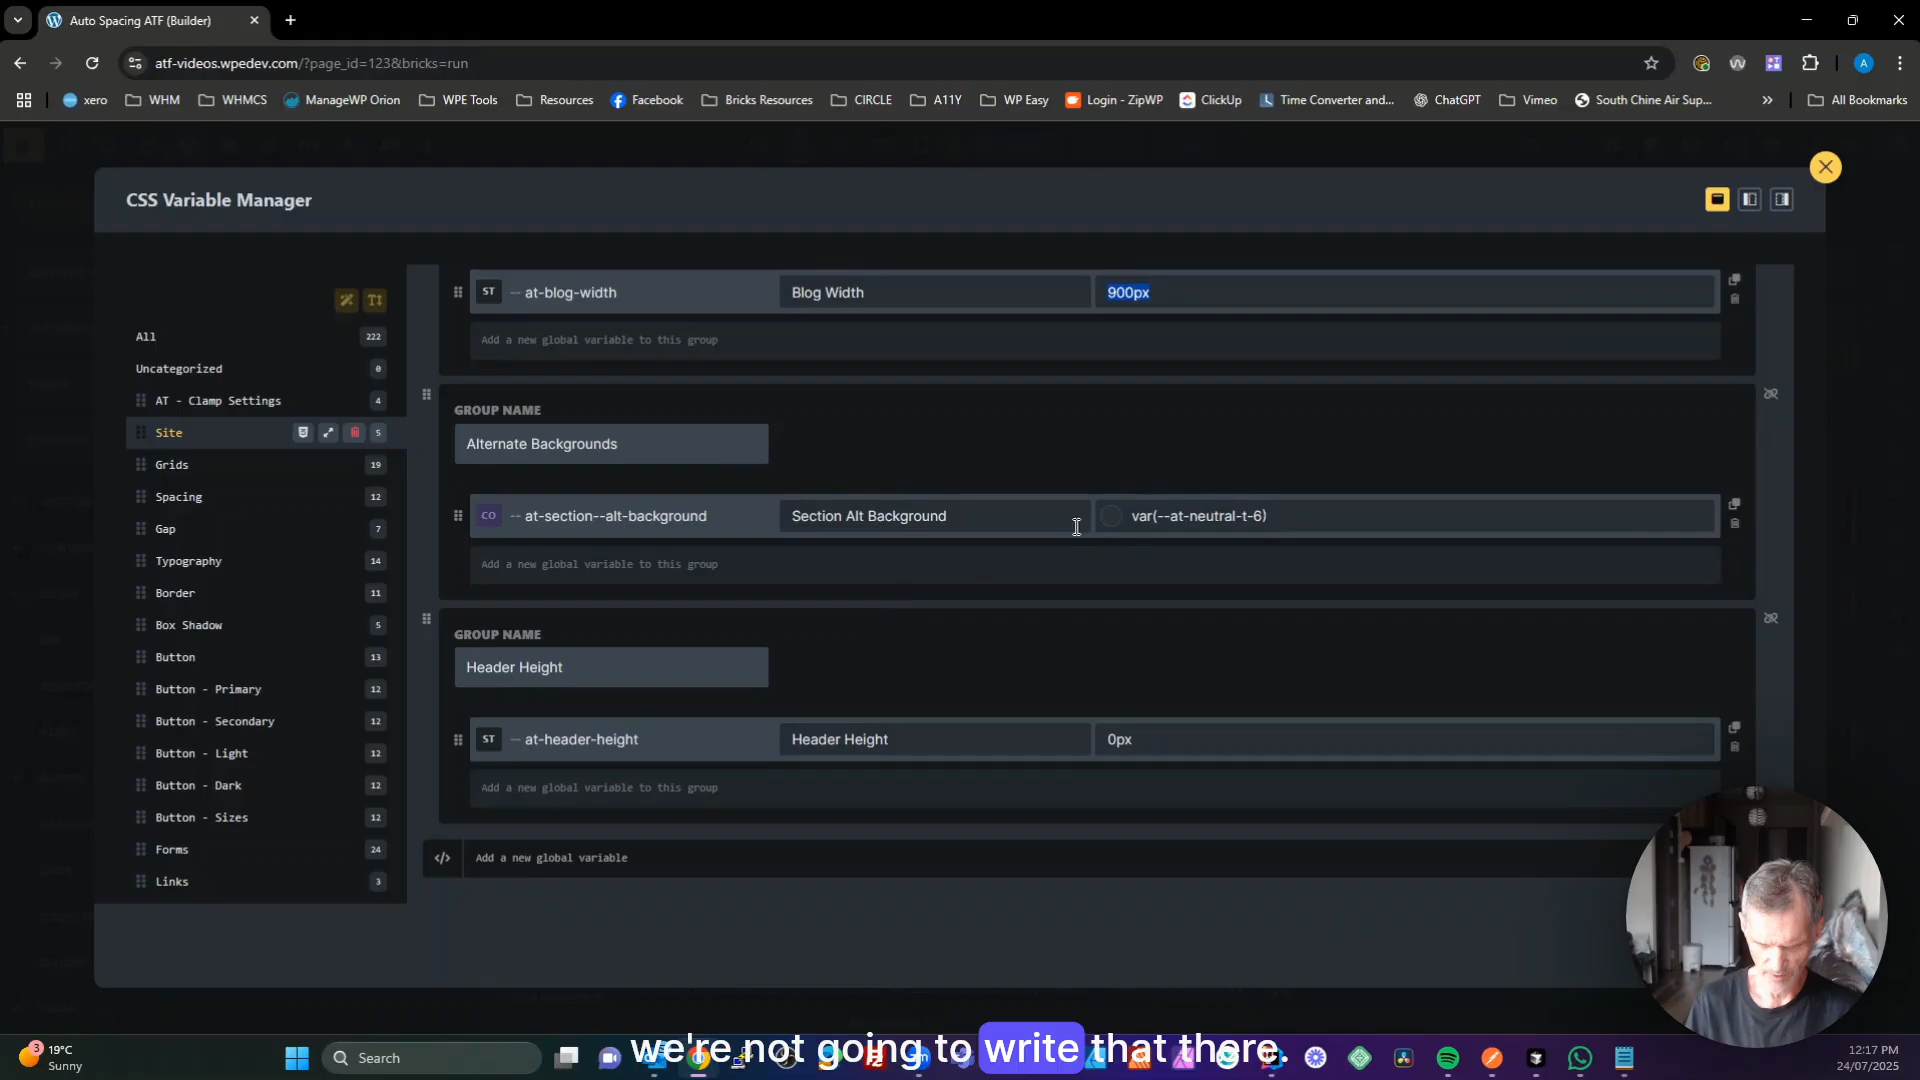 Auto Spacing ATF (Builder)
atf-videos.wpedev.com/?page_id=123&bricks=run
xero WHM WHMCS ManageWP Orion WPE Tools Resources Facebook Bricks Resources CIRCLE A11Y WP Easy Login - ZipWP ClickUp Time Converter and... ChatGPT Vimeo South Chine Air Sup... All Bookmarks
CSS Variable Manager
All 222
Uncategorized 0
AT - Clamp Settings 4
Site 5
Grids 19
Spacing 12
Gap 7
Typography 14
Border 11
Box Shadow 5
Button 13
Button - Primary 12
Button - Secondary 12
Button - Light 12
Button - Dark 12
Button - Sizes 12
Forms 24
Links 3
ST -- at-blog-width Blog Width 900px
Add a new global variable to this group
GROUP NAME
Alternate Backgrounds
CO -- at-section--alt-background Section Alt Background var(--at-neutral-t-6)
Add a new global variable to this group
GROUP NAME
Header Height
ST -- at-header-height Header Height 0px
Add a new global variable to this group
</> Add a new global variable
we're not going to write that there.
3
19°C
Sunny
Search
12:17 PM
24/07/2025